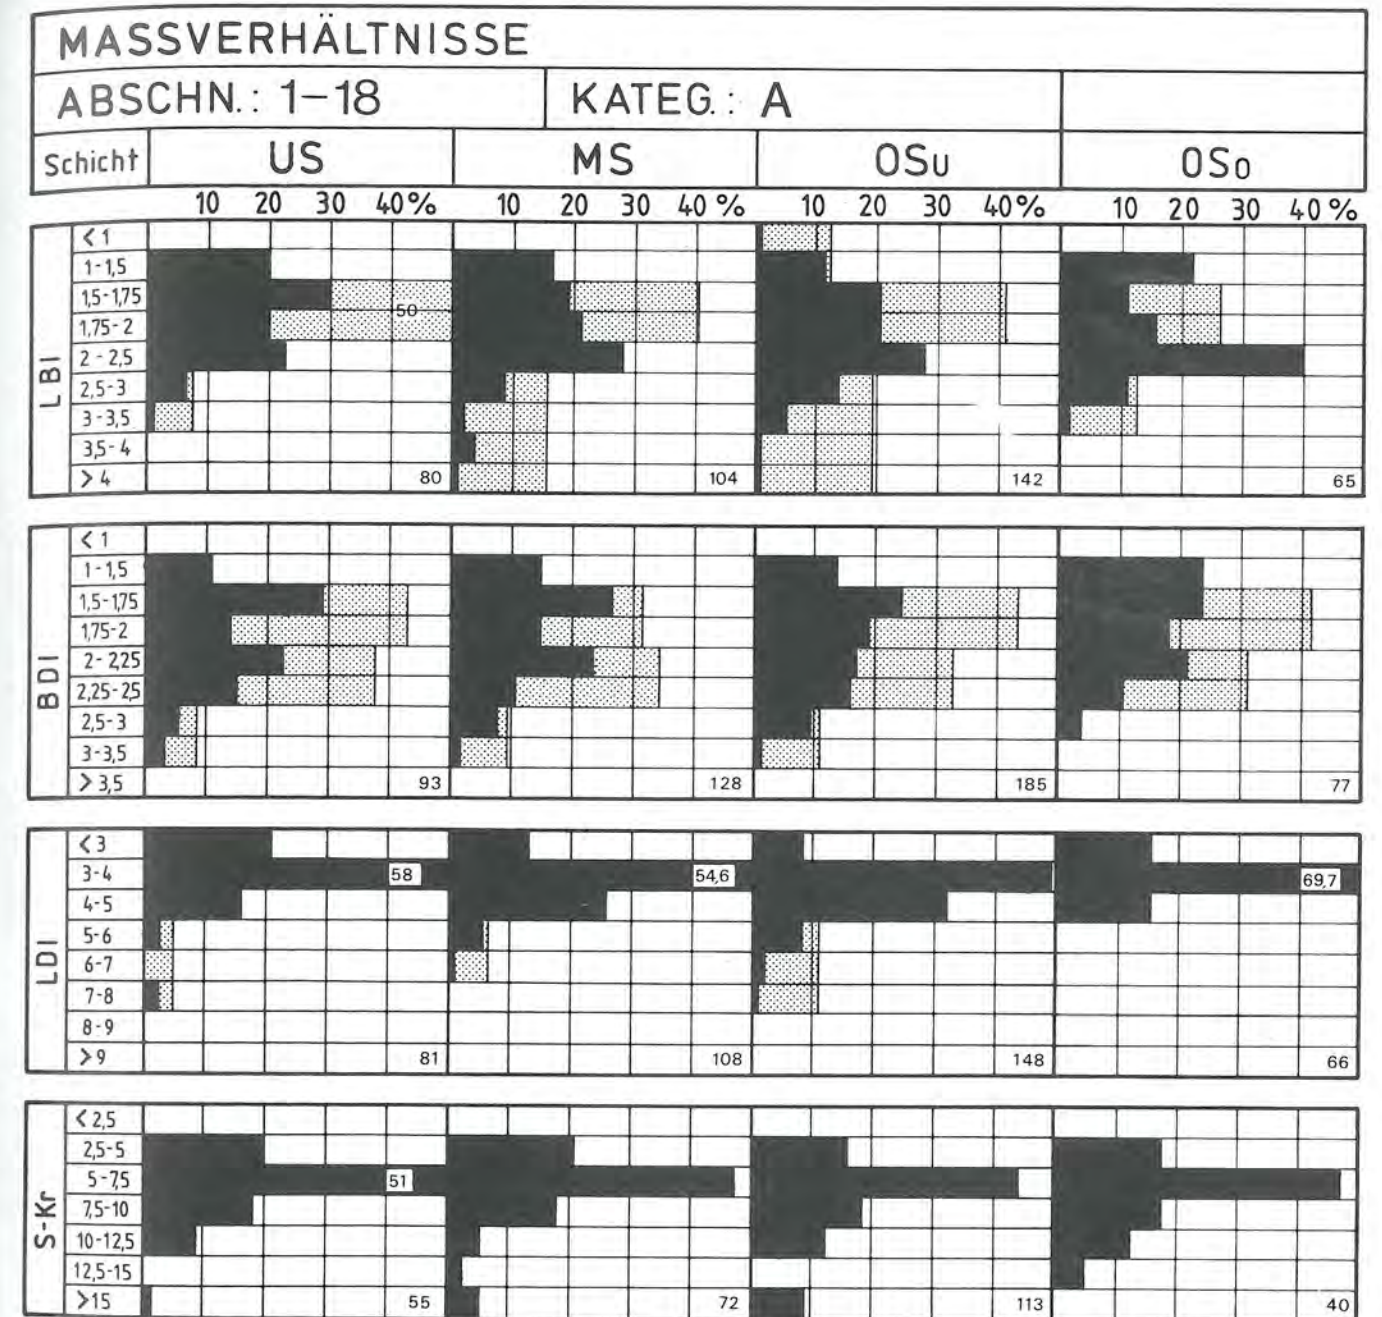 MASSVERHÄLTNISSE
ABSCHN.: 1–18 KATEG.: A
Schicht US MS OSu OSo
10 20 30 40 % 10 20 30 40 % 10 20 30 40 % 10 20 30 40 %
LBI
< 1
1-1,5
1,5-1,75 50
1,75-2
2-2,5
2,5-3
3-3,5
3,5-4
> 4 80 104 142 65
BDI
< 1
1-1,5
1,5-1,75
1,75-2
2-2,25
2,25-2,5
2,5-3
3-3,5
> 3,5 93 128 185 77
LDI
< 3
3-4 58 54,6 69,7
4-5
5-6
6-7
7-8
8-9
> 9 81 108 148 66
S-Kr
< 2,5
2,5-5
5-7,5 51
7,5-10
10-12,5
12,5-15
>15 55 72 113 40